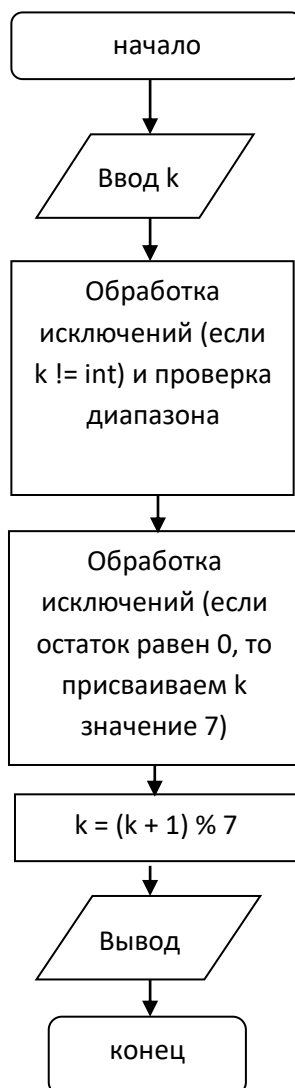 начало
Ввод k
Обработка
исключений (если
k != int) и проверка
диапазона
Обработка
исключений (если
остаток равен 0, то
присваиваем k
значение 7)
k = (k + 1) % 7
Вывод
конец